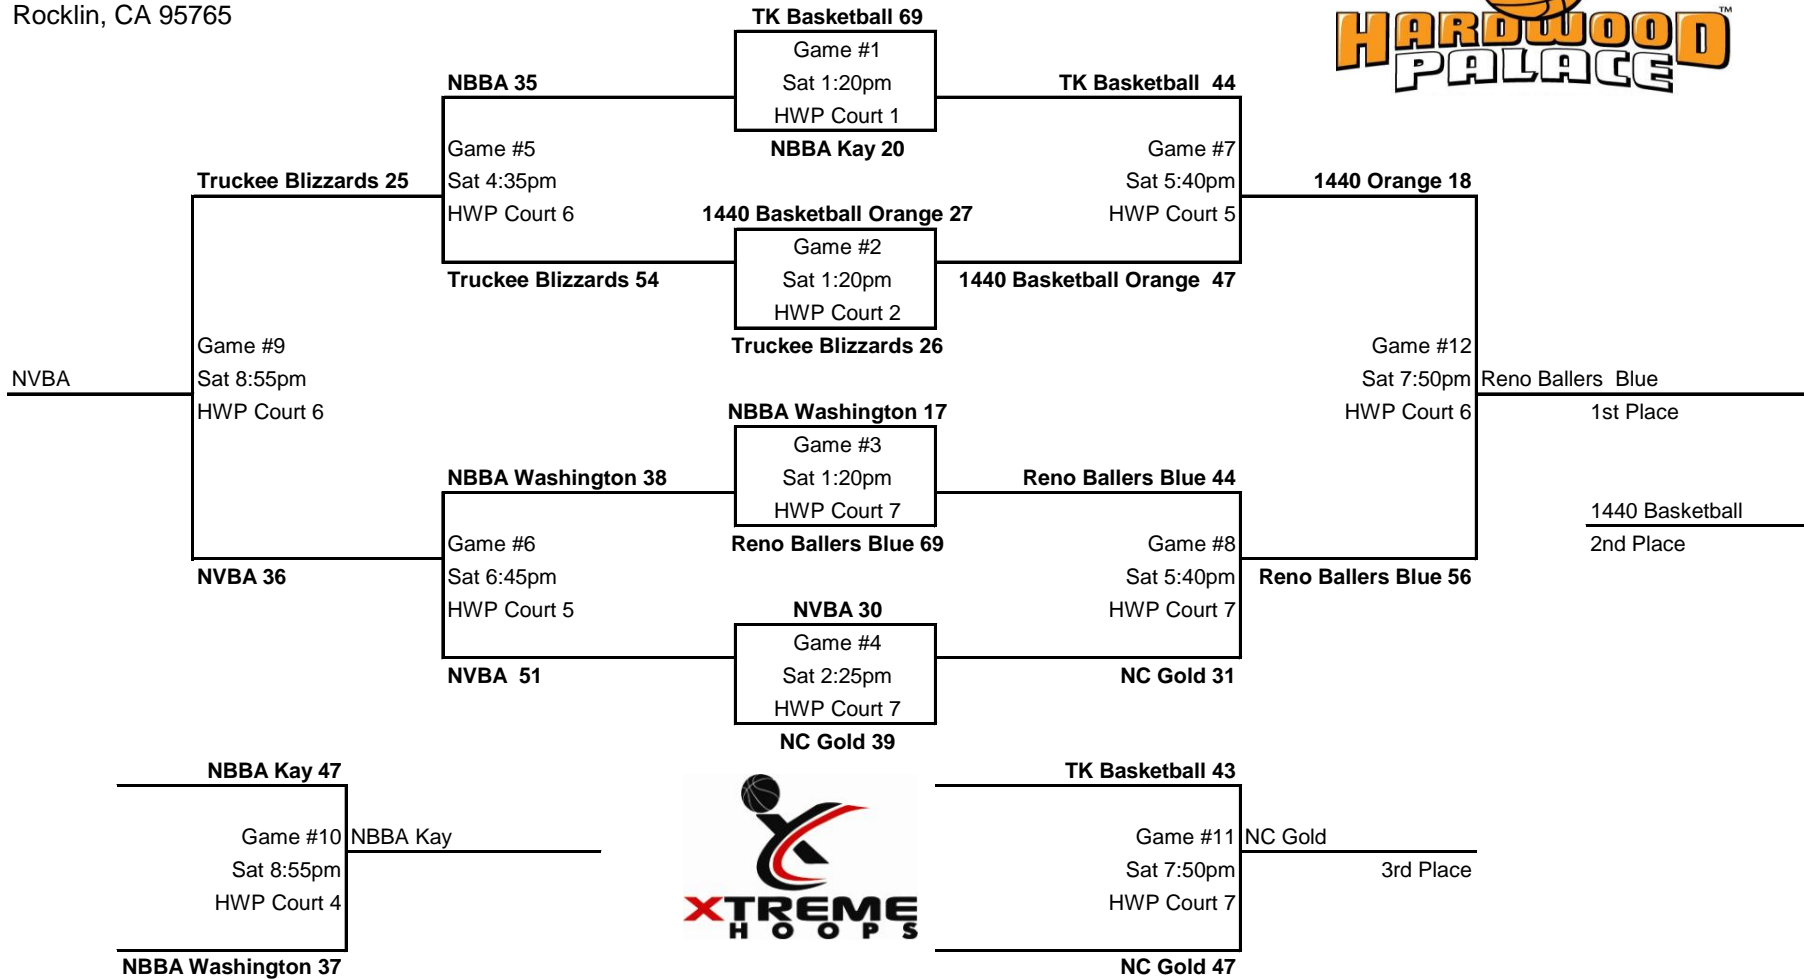 Rocklin, CA 95765
HARDWOOD
PALACE
TM
TK Basketball 69
Game #1
Sat 1:20pm
HWP Court 1
NBBA Kay 20
NBBA 35
Game #5
Sat 4:35pm
HWP Court 6
Truckee Blizzards 54
TK Basketball  44
Game #7
Sat 5:40pm
HWP Court 5
1440 Basketball Orange  47
1440 Basketball Orange 27
Game #2
Sat 1:20pm
HWP Court 2
Truckee Blizzards 26
Truckee Blizzards 25
Game #9
Sat 8:55pm
HWP Court 6
NVBA 36
NVBA
1440 Orange 18
Game #12
Sat 7:50pm
HWP Court 6
Reno Ballers Blue 56
Reno Ballers  Blue
1st Place
1440 Basketball
2nd Place
NBBA Washington 17
Game #3
Sat 1:20pm
HWP Court 7
Reno Ballers Blue 69
NBBA Washington 38
Game #6
Sat 6:45pm
HWP Court 5
NVBA  51
Reno Ballers Blue 44
Game #8
Sat 5:40pm
HWP Court 7
NC Gold 31
NVBA 30
Game #4
Sat 2:25pm
HWP Court 7
NC Gold 39
NBBA Kay 47
Game #10
Sat 8:55pm
HWP Court 4
NBBA Washington 37
NBBA Kay
XTREME
HOOPS
TK Basketball 43
Game #11
Sat 7:50pm
HWP Court 7
NC Gold 47
NC Gold
3rd Place